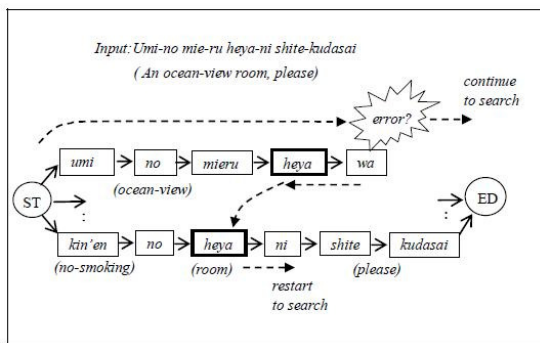 Input: Umi-no mie-ru heya-ni shite-kudasai
( An ocean-view room, please)
continue
to search
error?
umi no mieru heya wa
(ocean-view)
ST : : ED
kin'en no heya ni shite kudasai
(no-smoking) (room) (please)
restart
to search